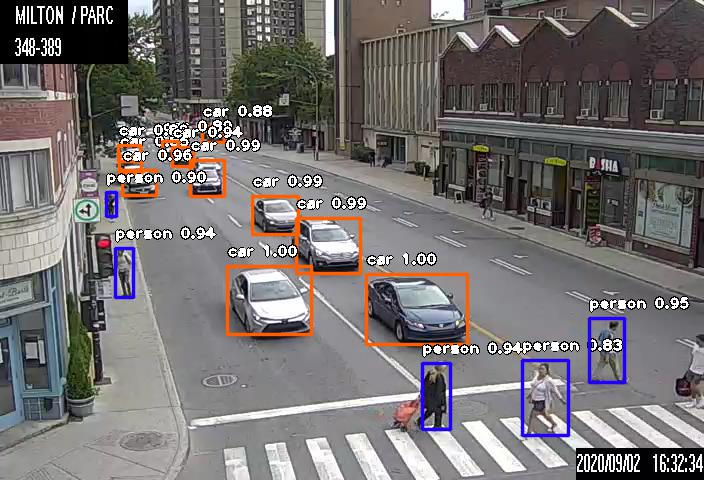 MILTON / PARC
348-389
car 0.88
car 0.94
car 0.99
car 0.96
person 0.90
car 0.99
car 0.99
person 0.94
car 1.00
car 1.00
person 0.95
person 0.94
person 0.83
2020/09/02 16:32:34